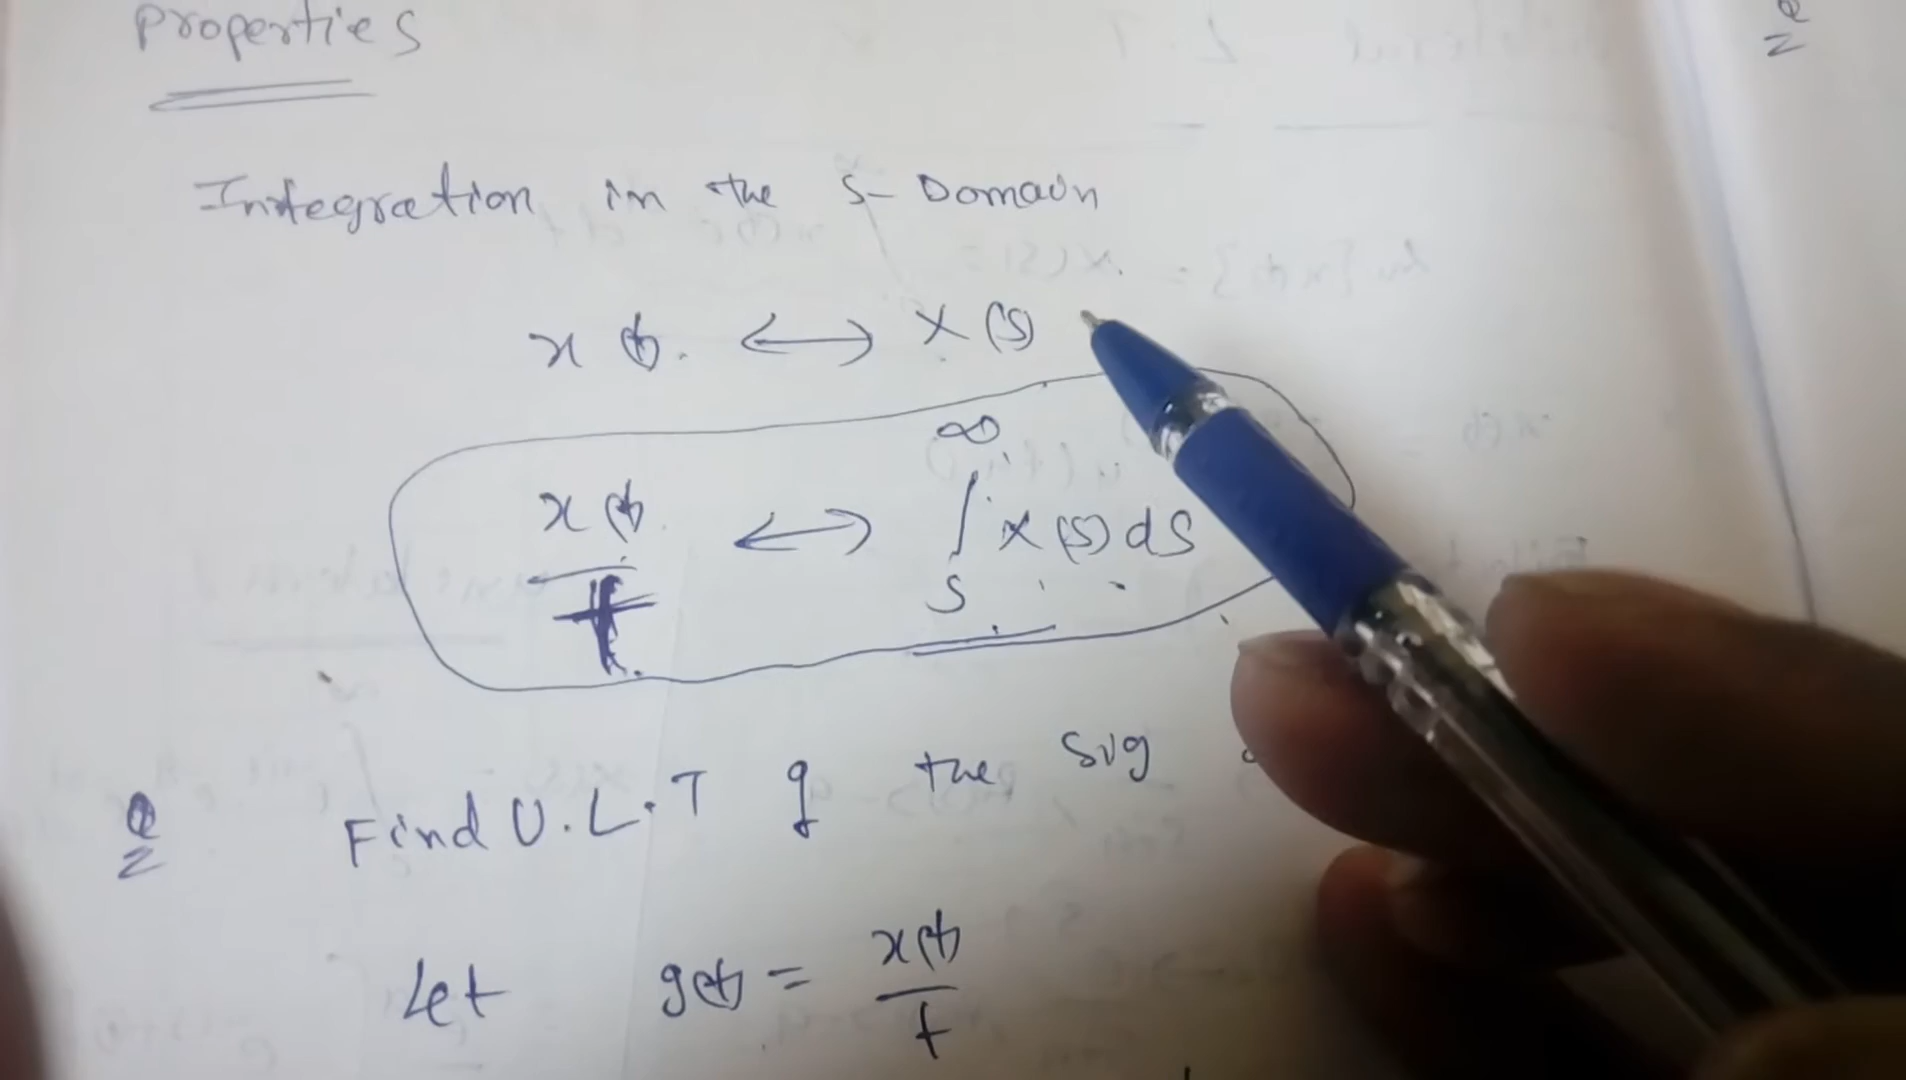 Properties
Q
Integration in the S-Domain
x(t) ⟷ X(S)
x(t)/t ⟷ ∫_S^∞ X(S) dS
Q Find U.L.T of the sig
Let g(t) = x(t)/t